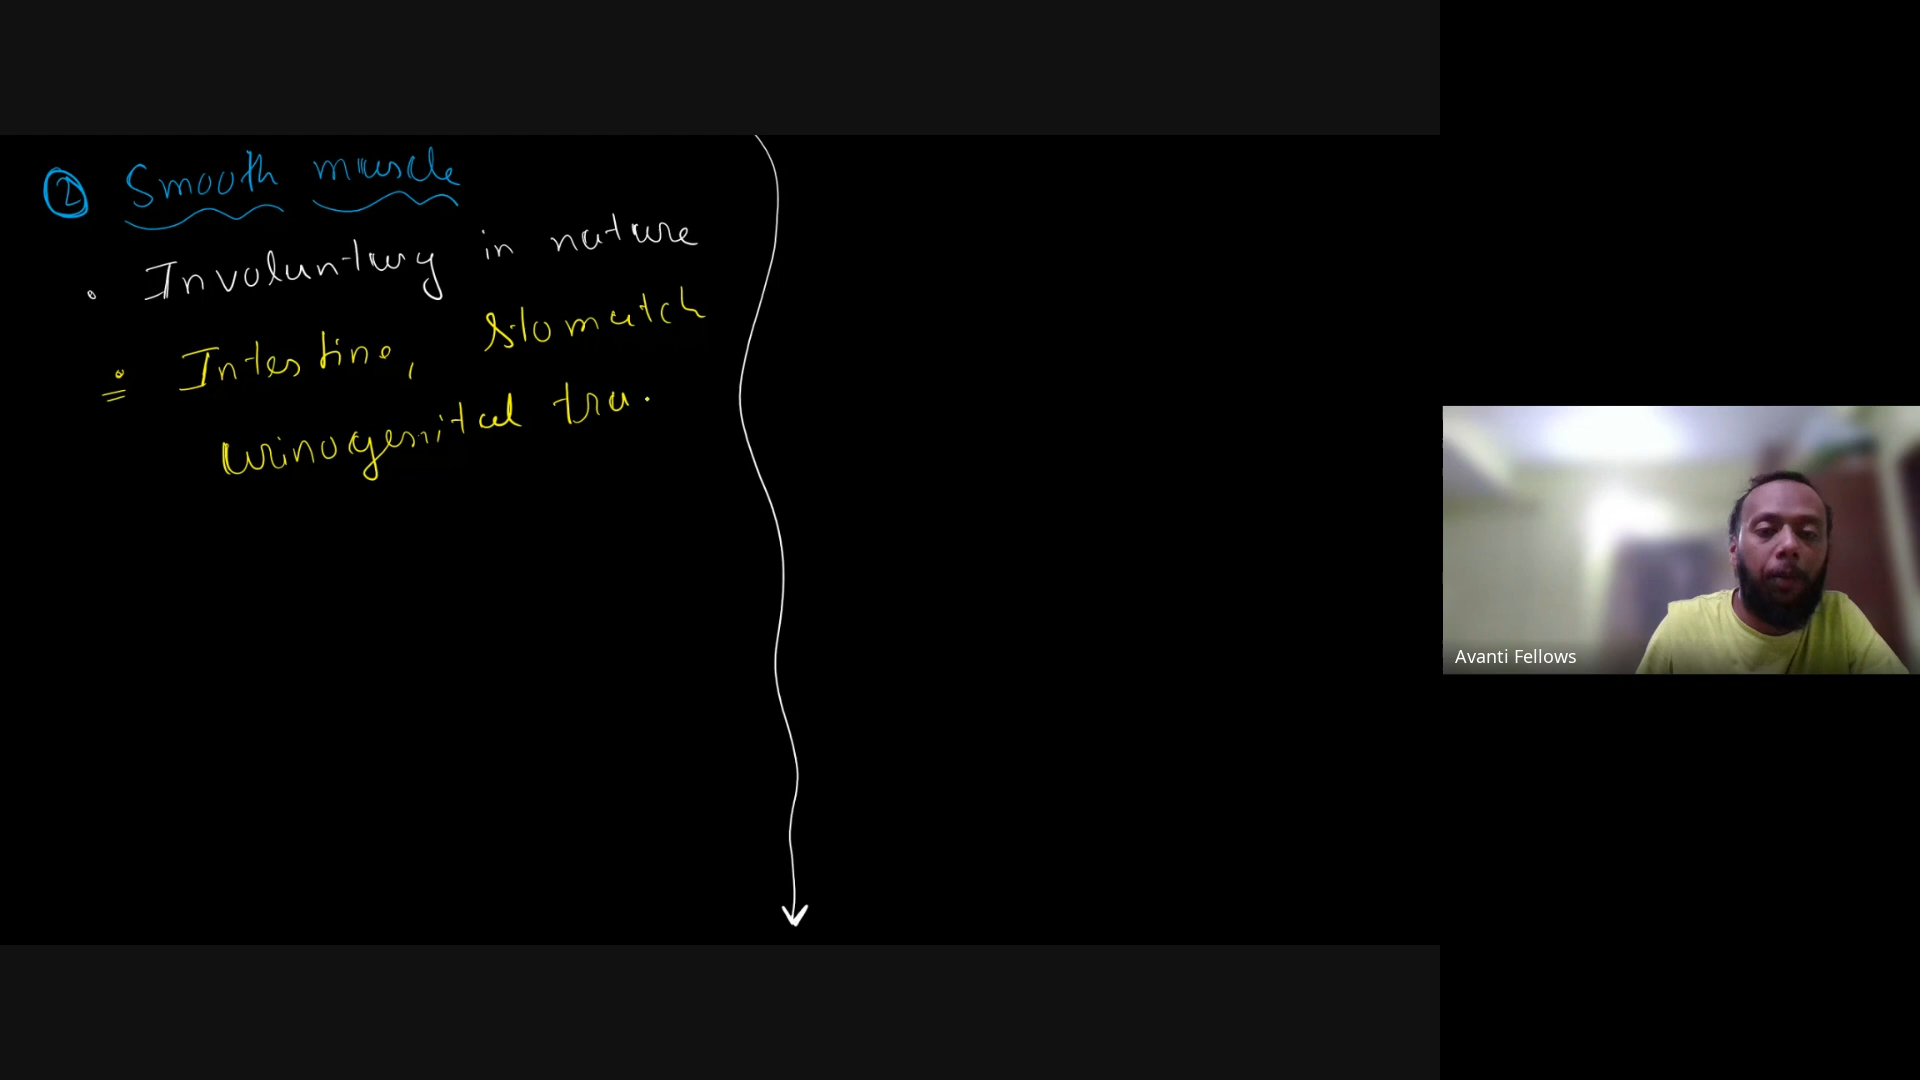 ② Smooth muscle
• Involuntary in nature
Intestine, Stomatch
urinogenital tra.
Avanti Fellows